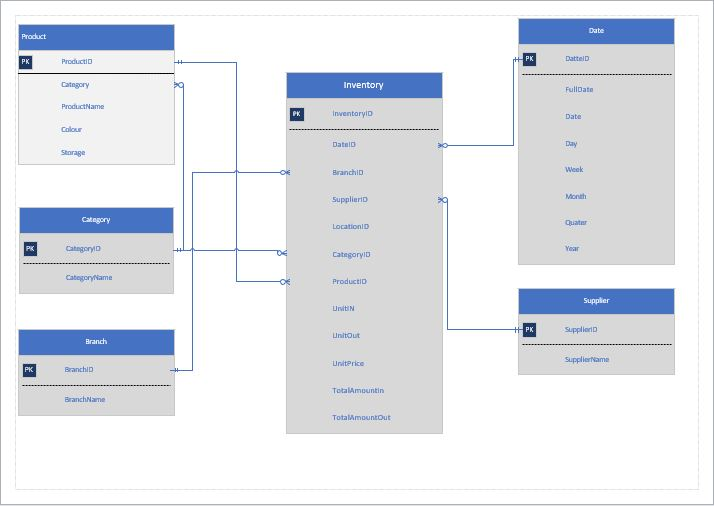 Product
PK ProductID
Category
ProductName
Colour
Storage
Category
PK CategoryID
CategoryName
Branch
PK BranchID
BranchName
Inventory
PK InventoryID
DateID
BranchID
SupplierID
LocationID
CategoryID
ProductID
UnitIN
UnitOut
UnitPrice
TotalAmountIn
TotalAmountOut
Date
PK DatteID
FullDate
Date
Day
Week
Month
Quater
Year
Supplier
PK SupplierID
SupplierName